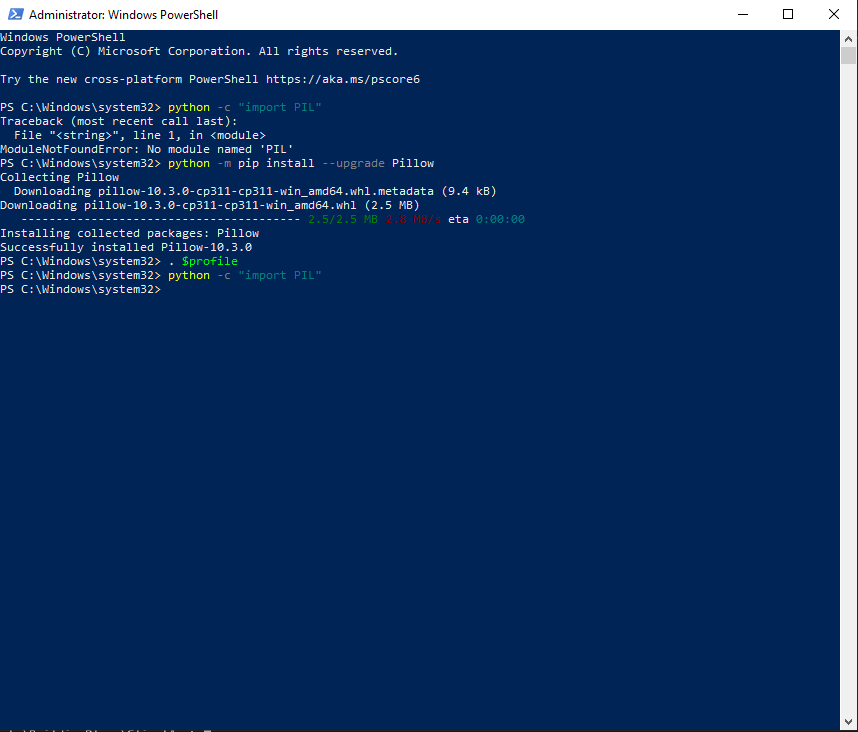 Administrator: Windows PowerShell
Windows PowerShell
Copyright (C) Microsoft Corporation. All rights reserved.
Try the new cross-platform PowerShell https://aka.ms/pscore6
PS C:\Windows\system32> python -c "import PIL"
Traceback (most recent call last):
  File "<string>", line 1, in <module>
ModuleNotFoundError: No module named 'PIL'
PS C:\Windows\system32> python -m pip install --upgrade Pillow
Collecting Pillow
  Downloading pillow-10.3.0-cp311-cp311-win_amd64.whl.metadata (9.4 kB)
Downloading pillow-10.3.0-cp311-cp311-win_amd64.whl (2.5 MB)
   ---------------------------------------- 2.5/2.5 MB 2.8 MB/s eta 0:00:00
Installing collected packages: Pillow
Successfully installed Pillow-10.3.0
PS C:\Windows\system32> . $profile
PS C:\Windows\system32> python -c "import PIL"
PS C:\Windows\system32>